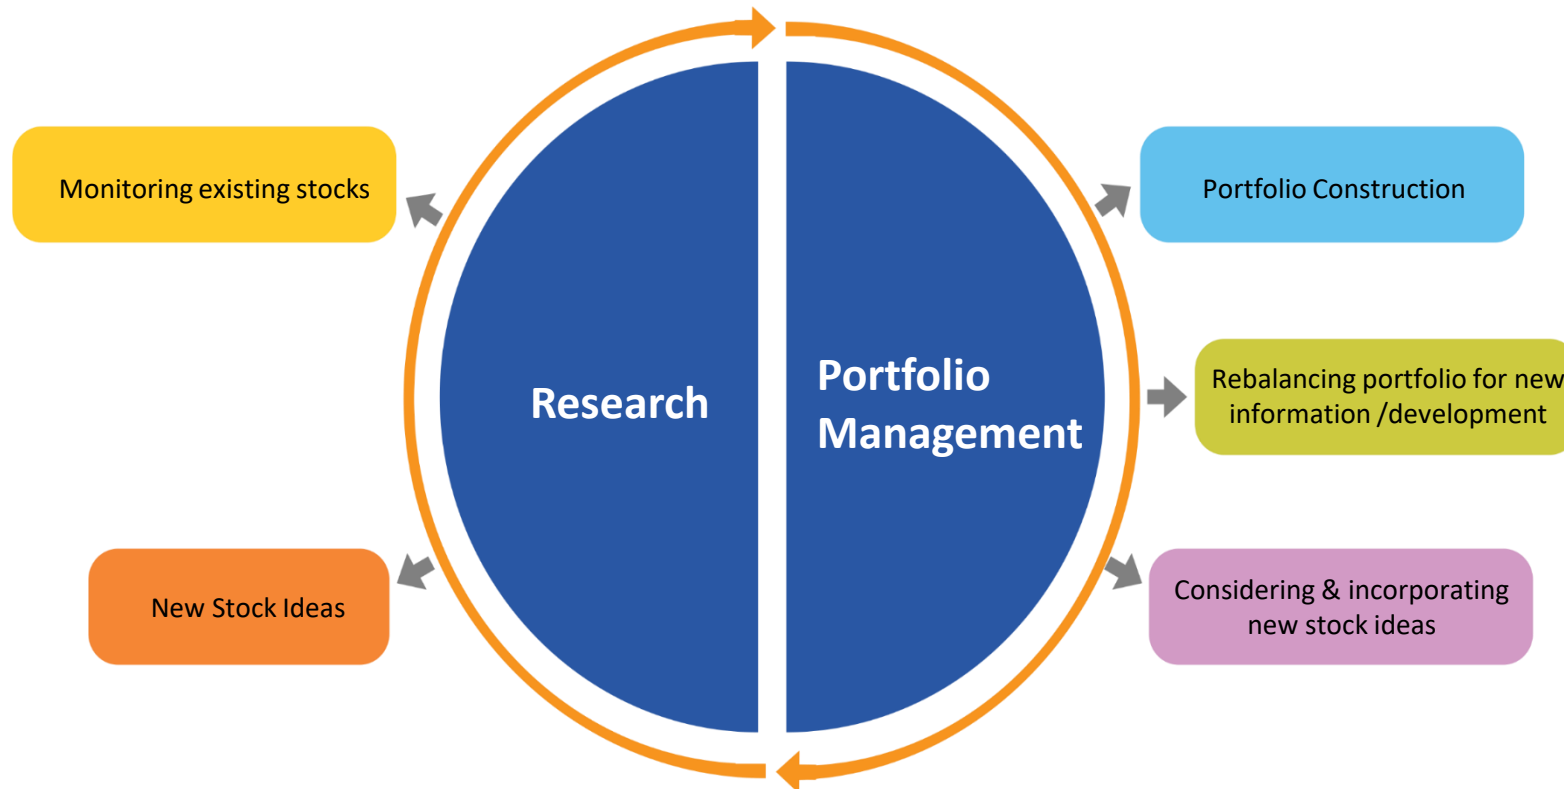 Monitoring existing stocks
New Stock Ideas
Research
Portfolio
Management
Portfolio Construction
Rebalancing portfolio for new
information /development
Considering & incorporating
new stock ideas